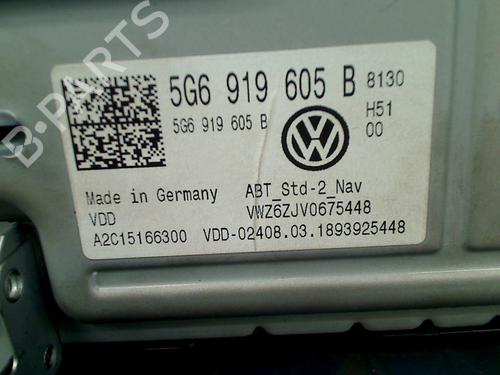 B-PARTS
5G6 919 605 B 8130
5G6 919 605 B
H51
00
Made in Germany ABT_Std-2_Nav
VDD VWZ6ZJV0675448
A2C15166300 VDD-02408.03.1893925448